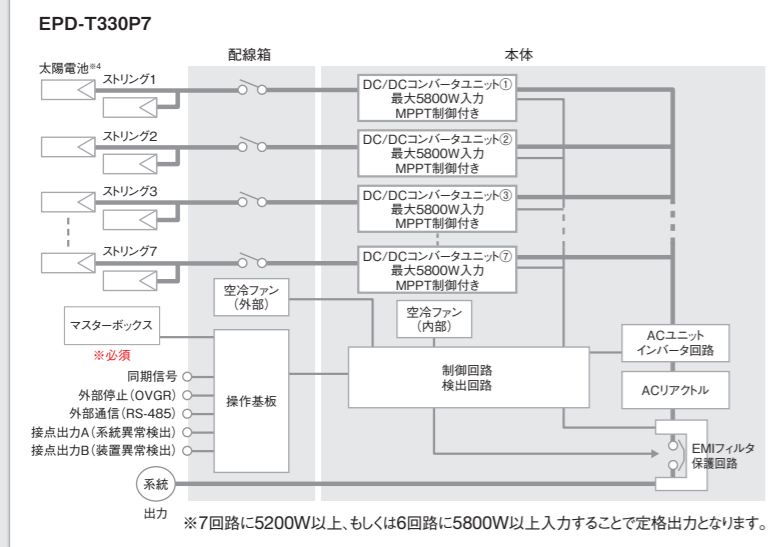 EPD-T330P7
配線箱
本体
太陽電池※4
ストリング1
DC/DCコンバータユニット①
最大5800W入力
MPPT制御付き
ストリング2
DC/DCコンバータユニット②
最大5800W入力
MPPT制御付き
ストリング3
DC/DCコンバータユニット③
最大5800W入力
MPPT制御付き
ストリング7
DC/DCコンバータユニット⑦
最大5800W入力
MPPT制御付き
空冷ファン
(外部)
空冷ファン
(内部)
マスターボックス
※必須
同期信号
外部停止(OVGR)
外部通信(RS-485)
接点出力A(系統異常検出)
接点出力B(装置異常検出)
操作基板
制御回路
検出回路
ACユニット
インバータ回路
ACリアクトル
EMIフィルタ
保護回路
系統
出力
※7回路に5200W以上、もしくは6回路に5800W以上入力することで定格出力となります。